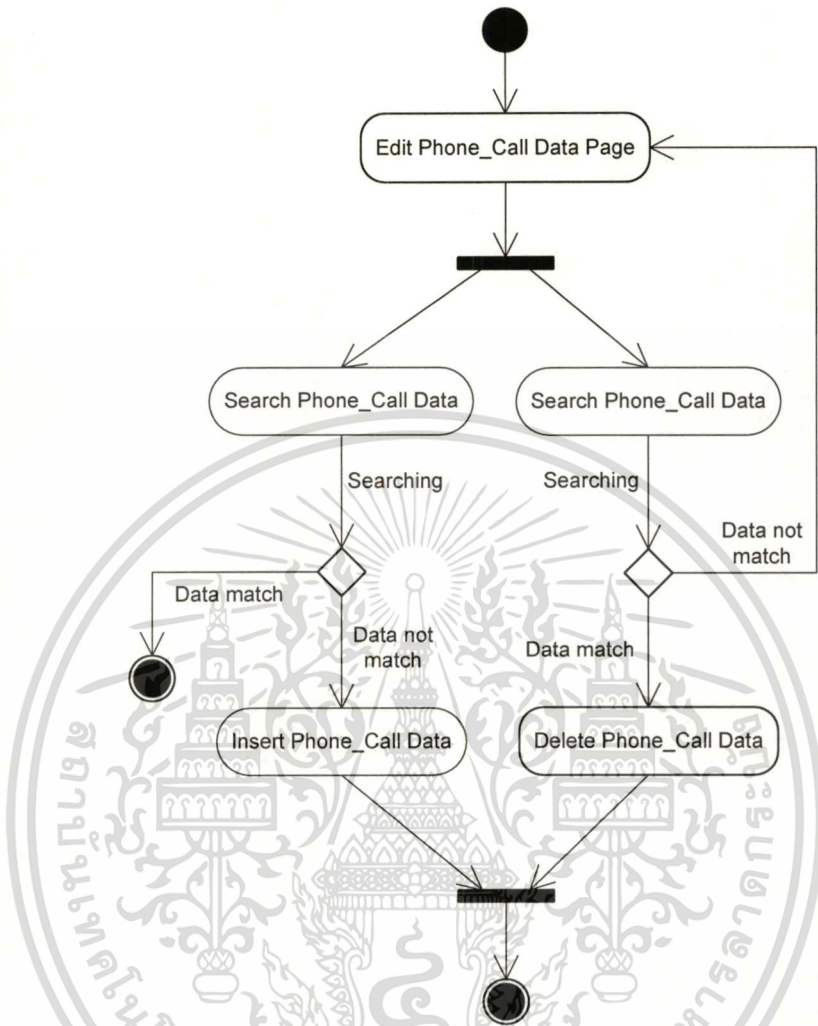 Edit Phone_Call Data Page
Search Phone_Call Data
Search Phone_Call Data
Searching
Searching
Data not
match
Data match
Data not
match
Data match
Insert Phone_Call Data
Delete Phone_Call Data